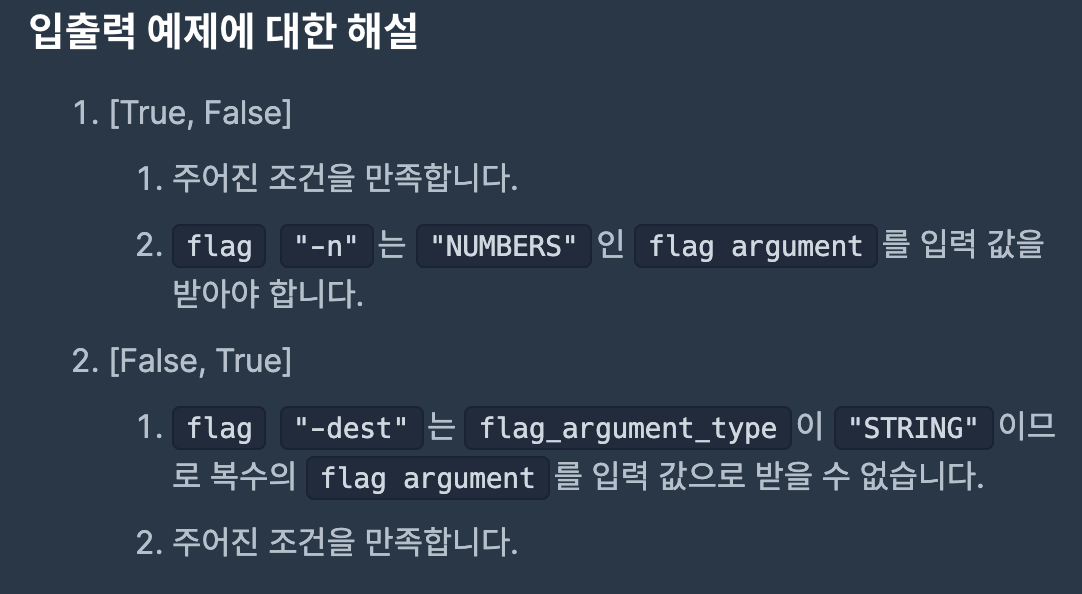 입출력 예제에 대한 해설
1. [True, False]
1. 주어진 조건을 만족합니다.
2. flag "-n" 는 "NUMBERS" 인 flag argument 를 입력 값을
받아야 합니다.
2. [False, True]
1. flag "-dest" 는 flag_argument_type 이 "STRING" 이므
로 복수의 flag argument 를 입력 값으로 받을 수 없습니다.
2. 주어진 조건을 만족합니다.